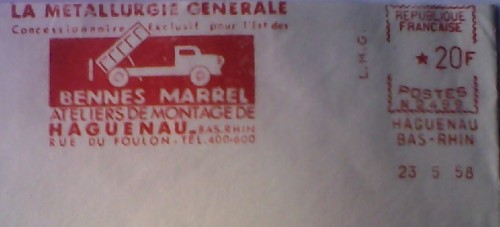 LA METALLURGIE GENERALE
Concessionnaire Exclusif pour l'Est des
BENNES MARREL
ATELIERS DE MONTAGE DE
HAGUENAU - BAS-RHIN
RUE DU FOULON - TEL. 400-600
L.M.G.
REPUBLIQUE
FRANCAISE
★ 20F
POSTES
HAGUENAU
BAS-RHIN
23 5 58